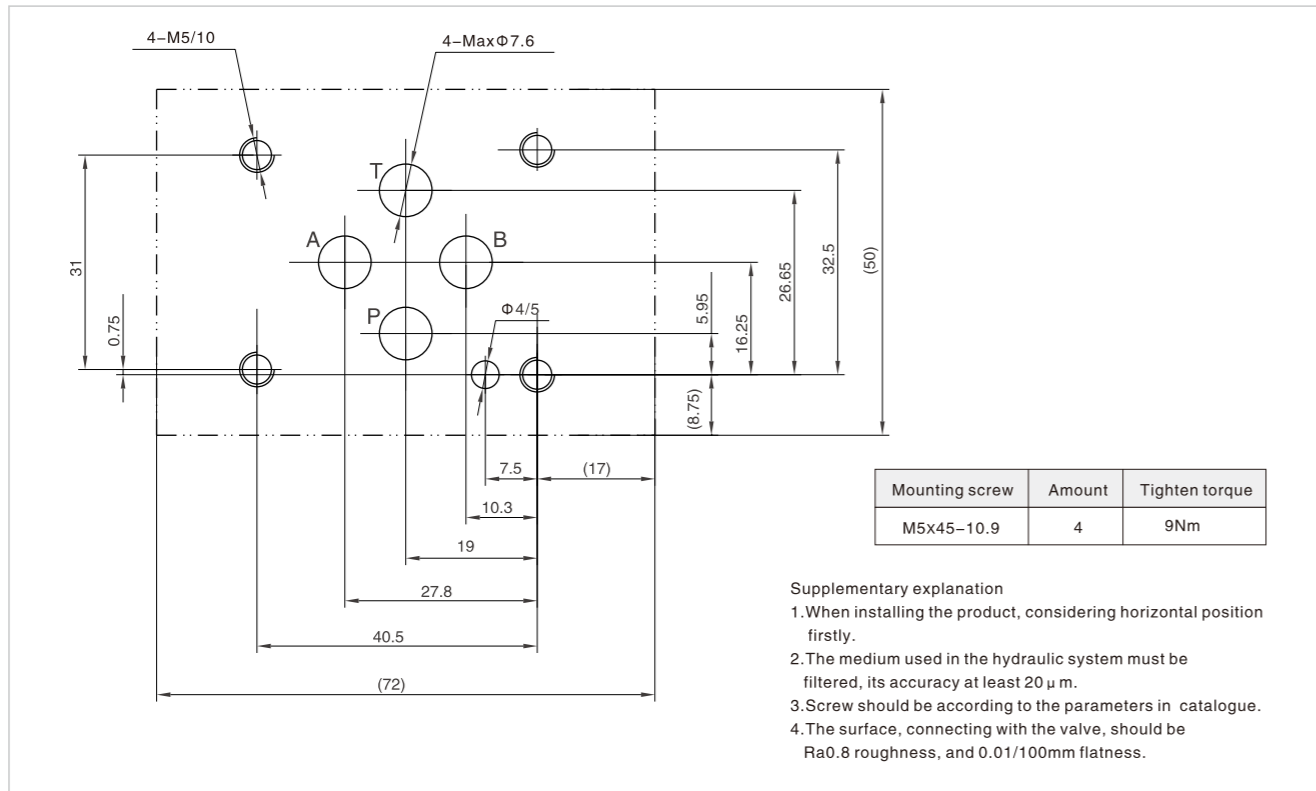 4–M5/10
4–MaxΦ7.6
T
A
B
P
Φ4/5
31
0.75
5.95
16.25
26.65
32.5
(50)
(8.75)
7.5
(17)
10.3
19
27.8
40.5
(72)
Mounting screw Amount Tighten torque
M5x45–10.9 4 9Nm
Supplementary explanation
1.When installing the product, considering horizontal position
firstly.
2.The medium used in the hydraulic system must be
filtered, its accuracy at least 20μm.
3.Screw should be according to the parameters in catalogue.
4.The surface, connecting with the valve, should be
Ra0.8 roughness, and 0.01/100mm flatness.